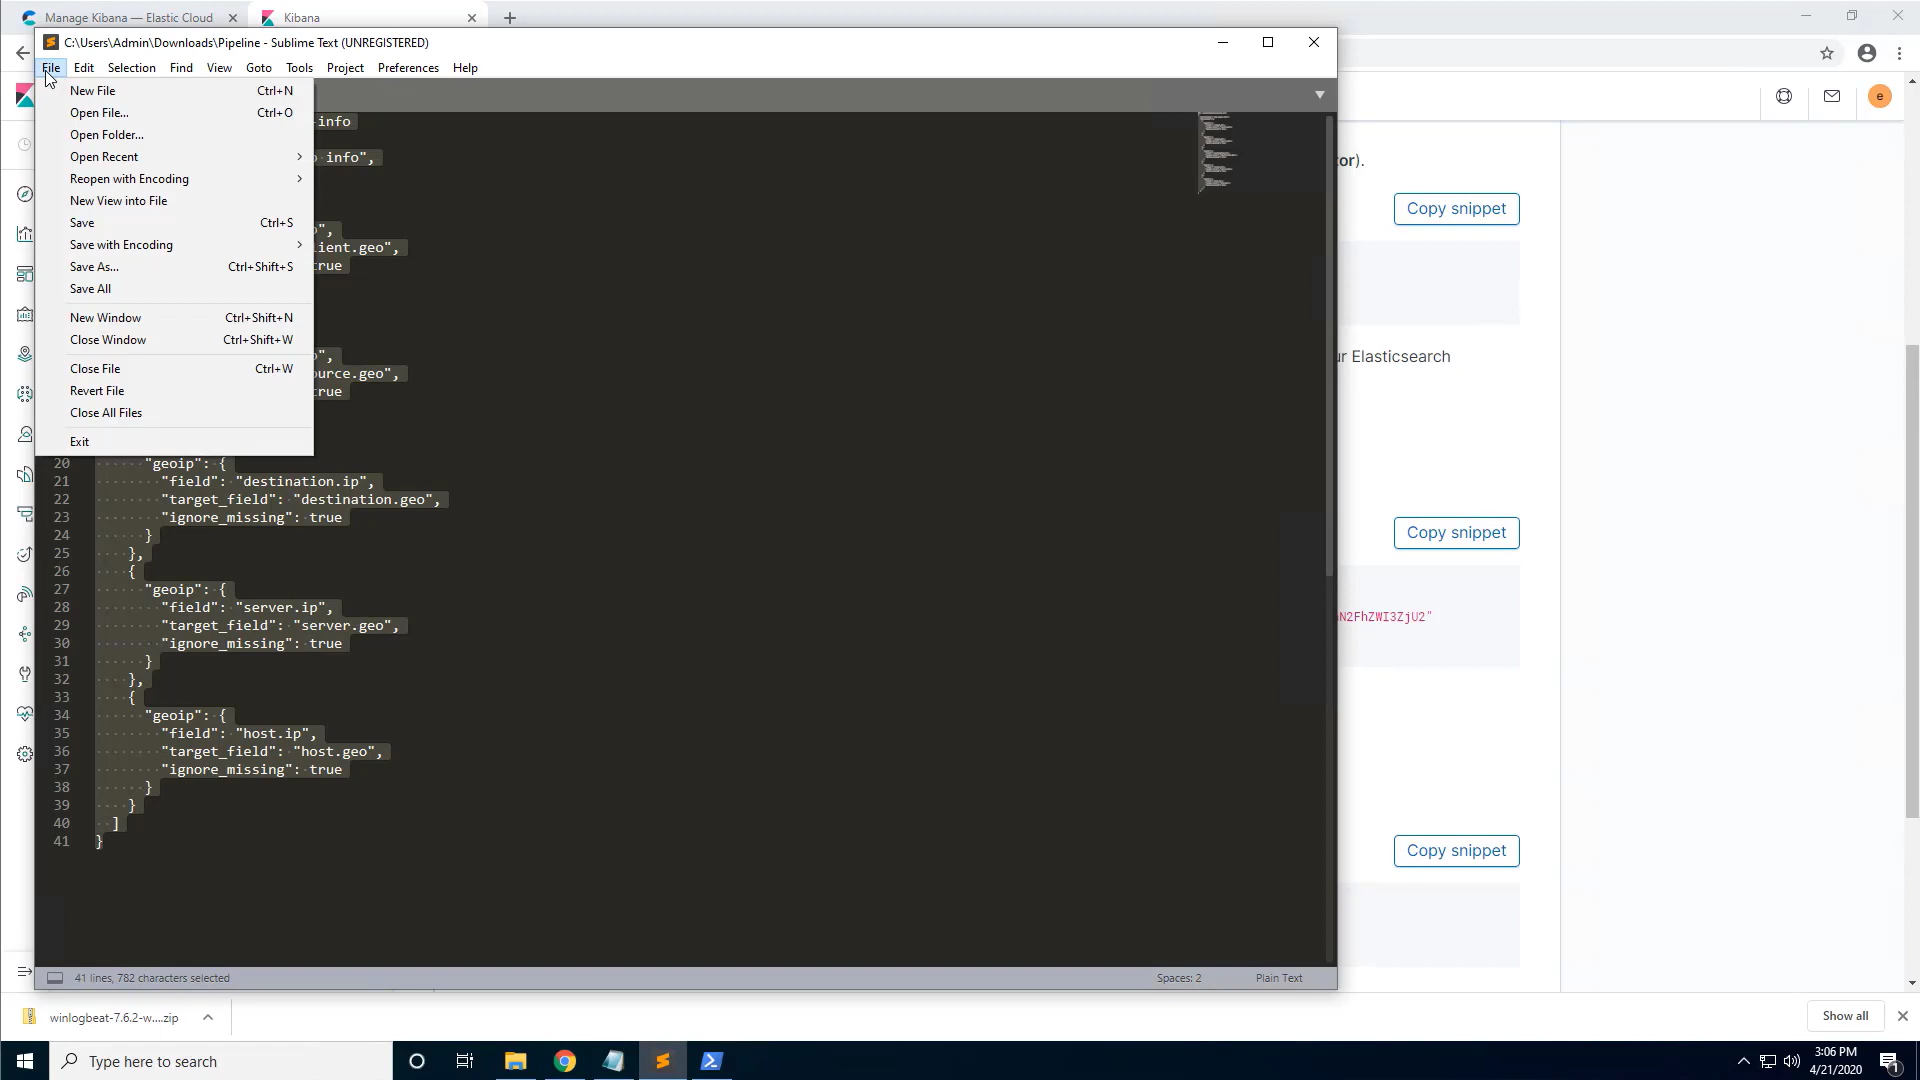 Manage Kibana — Elastic Cloud
Kibana
C:\Users\Admin\Downloads\Pipeline - Sublime Text (UNREGISTERED)
File Edit Selection Find View Goto Tools Project Preferences Help
New File Ctrl+N
Open File... Ctrl+O
Open Folder...
Open Recent
Reopen with Encoding
New View into File
Save Ctrl+S
Save with Encoding
Save As... Ctrl+Shift+S
Save All
New Window Ctrl+Shift+N
Close Window Ctrl+Shift+W
Close File Ctrl+W
Revert File
Close All Files
Exit
info
info",
",
ient.geo",
true
",
ource.geo",
true
20 "geoip": {
21 "field": "destination.ip",
22 "target_field": "destination.geo",
23 "ignore_missing": true
24 }
25 },
26 {
27 "geoip": {
28 "field": "server.ip",
29 "target_field": "server.geo",
30 "ignore_missing": true
31 }
32 },
33 {
34 "geoip": {
35 "field": "host.ip",
36 "target_field": "host.geo",
37 "ignore_missing": true
38 }
39 }
40 ]
41 }
41 lines, 782 characters selected
Spaces: 2
Plain Text
e
or).
Copy snippet
ur Elasticsearch
Copy snippet
N2FhZWI3ZjU2"
Copy snippet
winlogbeat-7.6.2-w....zip
Show all
Type here to search
3:06 PM
4/21/2020
1